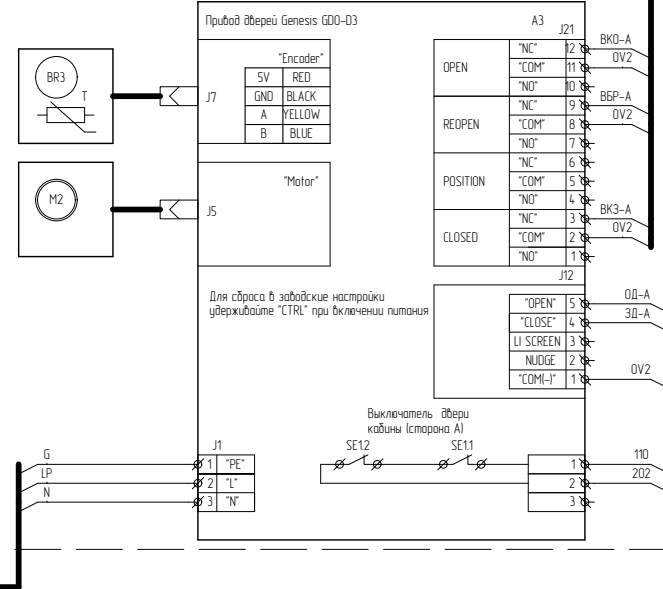 Привод дверей Genesis GDO-D3
A3
J21
BR3
T
J7
"Encoder"
5V RED
GND BLACK
A YELLOW
B BLUE
M2
J5
"Motor"
OPEN
"NC" 12 ВКО-А
"COM" 11 0V2
"NO" 10
REOPEN
"NC" 9 ВБР-А
"COM" 8 0V2
"NO" 7
POSITION
"NC" 6
"COM" 5
"NO" 4
CLOSED
"NC" 3 ВКЗ-А
"COM" 2 0V2
"NO" 1
J12
Для сброса в заводские настройки
удерживайте "CTRL" при включении питания
"OPEN" 5 ОД-А
"CLOSE" 4 ЗД-А
LI SCREEN 3
NUDGE 2
"COM(-)" 1 0V2
Выключатель двери
кабины (сторона А)
SE1.2 SE1.1
J1
G 1 "PE"
LP 2 "L"
N 3 "N"
1 110
2 202
3